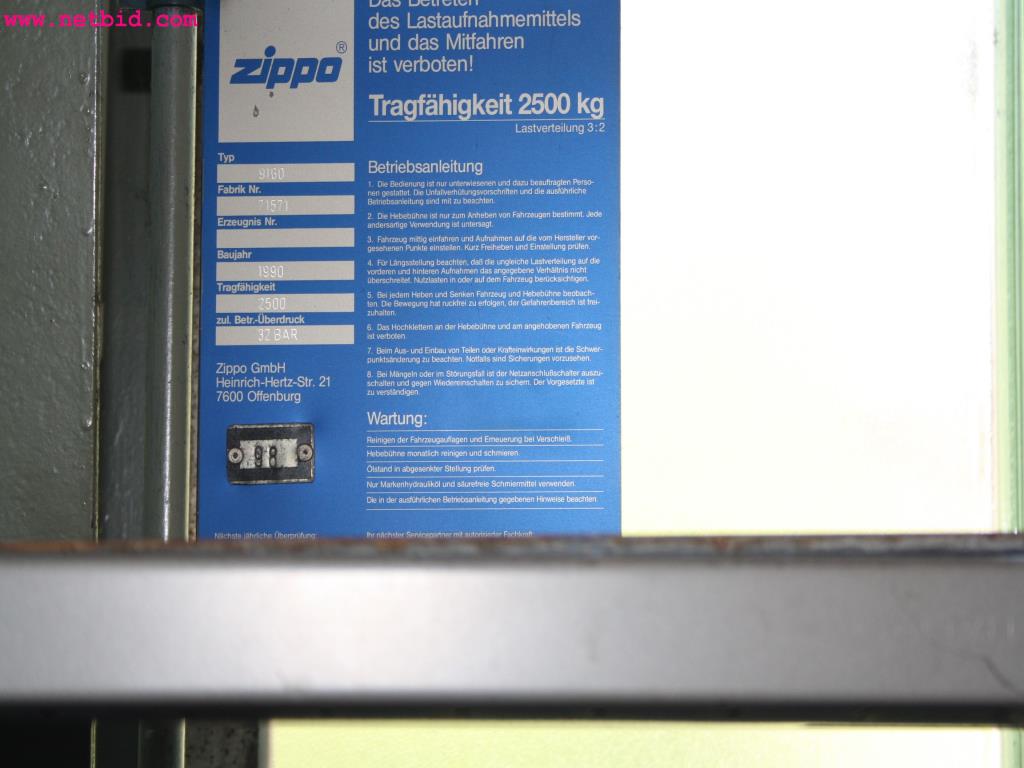 www.netbid.com
Das Betreten
des Lastaufnahmemittels
und das Mitfahren
ist verboten!
zippo®
Tragfähigkeit 2500 kg
Lastverteilung 3:2
Typ
9160
Fabrik Nr.
71571
Erzeugnis Nr.
Baujahr
1990
Tragfähigkeit
2500
zul. Betr.-Überdruck
32 BAR
Zippo GmbH
Heinrich-Hertz-Str. 21
7600 Offenburg
Betriebsanleitung
1. Die Bedienung ist nur unterwiesenen und dazu beauftragten Perso-
nen gestattet. Die Unfallverhütungsvorschriften und die ausführliche
Betriebsanleitung sind mit zu beachten.
2. Die Hebebühne ist nur zum Anheben von Fahrzeugen bestimmt. Jede
andersartige Verwendung ist untersagt.
3. Fahrzeug mittig einfahren und Aufnahmen auf die vom Hersteller vor-
gesehenen Punkte einstellen. Kurz Freiheben und Einstellung prüfen.
4. Für Längsstellung beachten, daß die ungleiche Lastverteilung auf die
vorderen und hinteren Aufnahmen das angegebene Verhältnis nicht
überschreitet. Nutzlasten in oder auf dem Fahrzeug berücksichtigen.
5. Bei jedem Heben und Senken Fahrzeug und Hebebühne beobach-
ten. Die Bewegung hat ruckfrei zu erfolgen, der Gefahrenbereich ist frei-
zuhalten.
6. Das Hochklettern an der Hebebühne und am angehobenen Fahrzeug
ist verboten.
7. Beim Aus- und Einbau von Teilen oder Krafteinwirkungen ist die Schwer-
punktsänderung zu beachten. Notfalls sind Sicherungen vorzusehen.
8. Bei Mängeln oder im Störungsfall ist der Netzanschlußschalter auszu-
schalten und gegen Wiedereinschalten zu sichern. Der Vorgesetzte ist
zu verständigen.
Wartung:
Reinigen der Fahrzeugauflagen und Erneuerung bei Verschleiß.
Hebebühne monatlich reinigen und schmieren.
Ölstand in abgesenkter Stellung prüfen.
Nur Markenhydrauliköl und säurefreie Schmiermittel verwenden.
Die in der ausführlichen Betriebsanleitung gegebenen Hinweise beachten.
Nächste jährliche Überprüfung:
Ihr nächster Servicepartner mit autorisierter Fachkraft